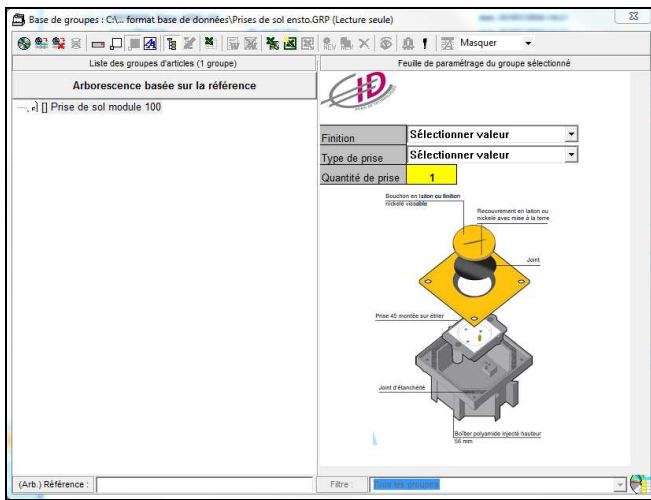 Base de groupes : C:\... format base de données\Prises de sol ensto.GRP (Lecture seule)
Masquer
Liste des groupes d'articles (1 groupe)
Feuille de paramétrage du groupe sélectionné
Arborescence basée sur la référence
[] Prise de sol module 100
Finition
Sélectionner valeur
Type de prise
Sélectionner valeur
Quantité de prise
1
Bouchon en laiton ou finition
nickelé vissable
Recouvrement en laiton ou
nickelé avec mise à la terre
Joint
Prise 45 montée sur étrier
Joint d'étanchéité
Boîtier polyamide injecté hauteur
56 mm
(Arb.) Référence :
Filtre :
Tous les groupes